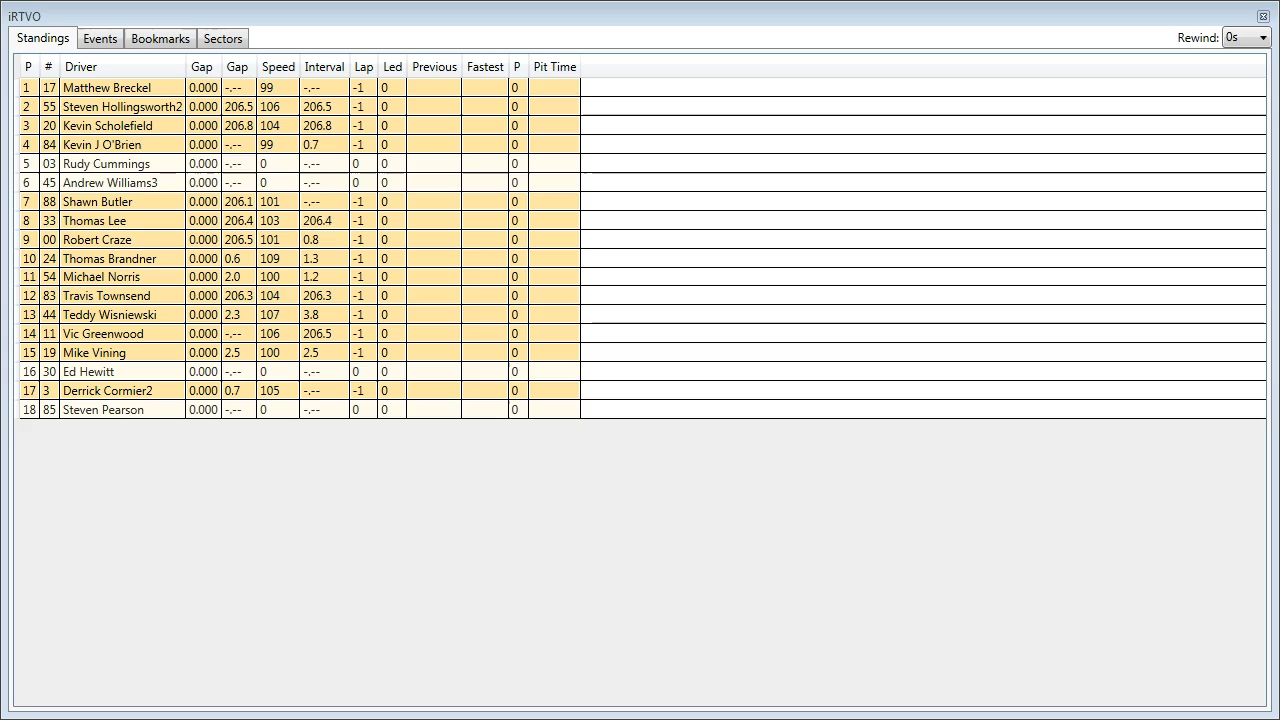 iRTVO
Standings Events Bookmarks Sectors Rewind: 0s
P # Driver Gap Gap Speed Interval Lap Led Previous Fastest P Pit Time
1 17 Matthew Breckel 0.000 -.-- 99 -.-- -1 0 0
2 55 Steven Hollingsworth2 0.000 206.5 106 206.5 -1 0 0
3 20 Kevin Scholefield 0.000 206.8 104 206.8 -1 0 0
4 84 Kevin J O'Brien 0.000 -.-- 99 0.7 -1 0 0
5 03 Rudy Cummings 0.000 -.-- 0 -.-- 0 0 0
6 45 Andrew Williams3 0.000 -.-- 0 -.-- 0 0 0
7 88 Shawn Butler 0.000 206.1 101 -.-- -1 0 0
8 33 Thomas Lee 0.000 206.4 103 206.4 -1 0 0
9 00 Robert Craze 0.000 206.5 101 0.8 -1 0 0
10 24 Thomas Brandner 0.000 0.6 109 1.3 -1 0 0
11 54 Michael Norris 0.000 2.0 100 1.2 -1 0 0
12 83 Travis Townsend 0.000 206.3 104 206.3 -1 0 0
13 44 Teddy Wisniewski 0.000 2.3 107 3.8 -1 0 0
14 11 Vic Greenwood 0.000 -.-- 106 206.5 -1 0 0
15 19 Mike Vining 0.000 2.5 100 2.5 -1 0 0
16 30 Ed Hewitt 0.000 -.-- 0 -.-- 0 0 0
17 3 Derrick Cormier2 0.000 0.7 105 -.-- -1 0 0
18 85 Steven Pearson 0.000 -.-- 0 -.-- 0 0 0